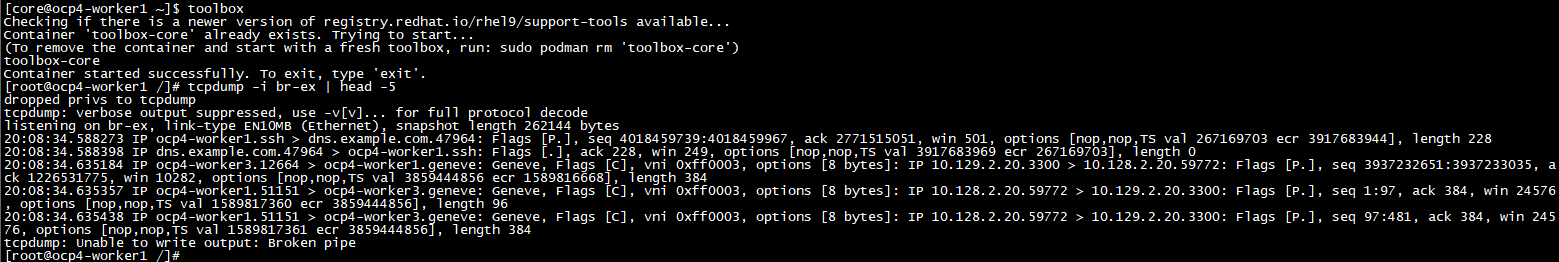 [core@ocp4-worker1 ~]$ toolbox
Checking if there is a newer version of registry.redhat.io/rhel9/support-tools available...
Container 'toolbox-core' already exists. Trying to start...
(To remove the container and start with a fresh toolbox, run: sudo podman rm 'toolbox-core')
toolbox-core
Container started successfully. To exit, type 'exit'.
[root@ocp4-worker1 /]# tcpdump -i br-ex | head -5
dropped privs to tcpdump
tcpdump: verbose output suppressed, use -v[v]... for full protocol decode
listening on br-ex, link-type EN10MB (Ethernet), snapshot length 262144 bytes
20:08:34.588273 IP ocp4-worker1.ssh > dns.example.com.47964: Flags [P.], seq 4018459739:4018459967, ack 2771515051, win 501, options [nop,nop,TS val 267169703 ecr 3917683944], length 228
20:08:34.588398 IP dns.example.com.47964 > ocp4-worker1.ssh: Flags [.], ack 228, win 249, options [nop,nop,TS val 3917683969 ecr 267169703], length 0
20:08:34.635184 IP ocp4-worker3.12664 > ocp4-worker1.geneve: Geneve, Flags [C], vni 0xff0003, options [8 bytes]: IP 10.129.2.20.3300 > 10.128.2.20.59772: Flags [P.], seq 3937232651:3937233035, a
ck 1226531775, win 10282, options [nop,nop,TS val 3859444856 ecr 1589816668], length 384
20:08:34.635357 IP ocp4-worker1.51151 > ocp4-worker3.geneve: Geneve, Flags [C], vni 0xff0003, options [8 bytes]: IP 10.128.2.20.59772 > 10.129.2.20.3300: Flags [P.], seq 1:97, ack 384, win 24576
, options [nop,nop,TS val 1589817360 ecr 3859444856], length 96
20:08:34.635438 IP ocp4-worker1.51151 > ocp4-worker3.geneve: Geneve, Flags [C], vni 0xff0003, options [8 bytes]: IP 10.128.2.20.59772 > 10.129.2.20.3300: Flags [P.], seq 97:481, ack 384, win 245
76, options [nop,nop,TS val 1589817361 ecr 3859444856], length 384
tcpdump: Unable to write output: Broken pipe
[root@ocp4-worker1 /]#